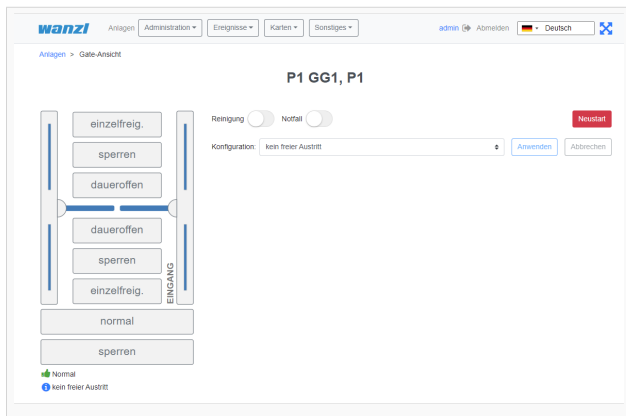 wanzl Anlagen Administration Ereignisse Karten Sonstiges admin Abmelden Deutsch
Anlagen > Gate-Ansicht
P1 GG1, P1
einzelfreig.
sperren
daueroffen
daueroffen
sperren
einzelfreig.
EINGANG
normal
sperren
Normal
kein freier Austritt
Reinigung Notfall Neustart
Konfiguration: kein freier Austritt Anwenden Abbrechen